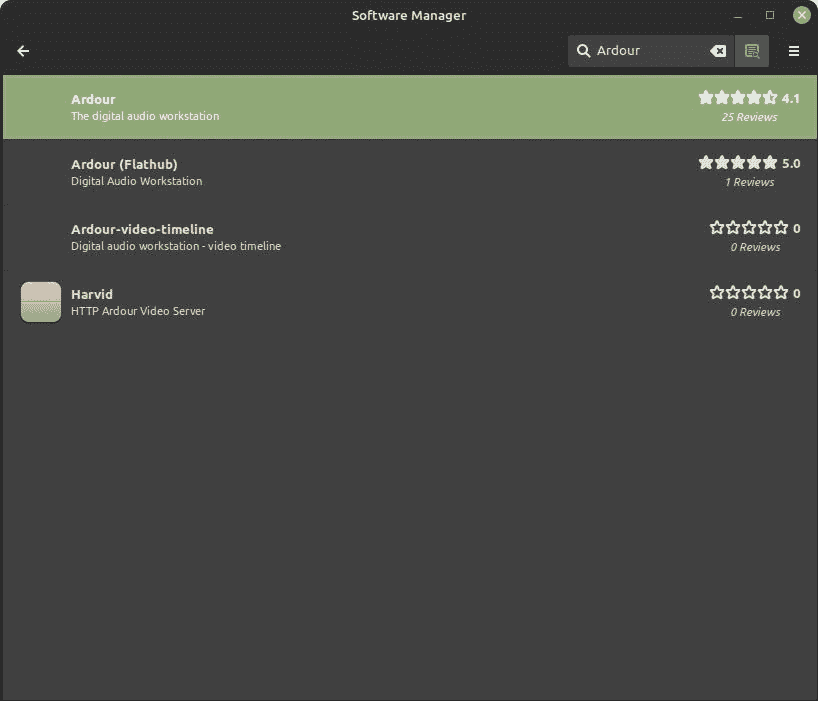 Software Manager
Ardour
Ardour
The digital audio workstation
4.1
25 Reviews
Ardour (Flathub)
Digital Audio Workstation
5.0
1 Reviews
Ardour-video-timeline
Digital audio workstation - video timeline
0
0 Reviews
Harvid
HTTP Ardour Video Server
0
0 Reviews